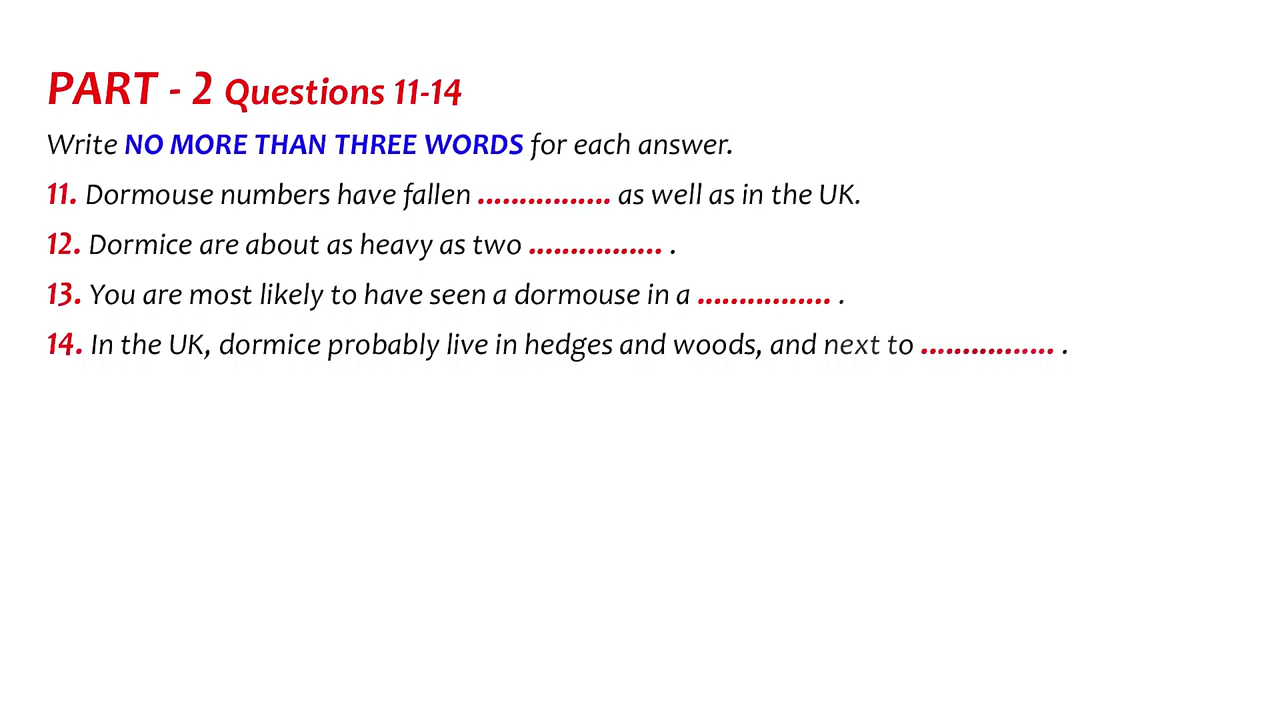 PART - 2 Questions 11-14
Write NO MORE THAN THREE WORDS for each answer.
11. Dormouse numbers have fallen ................ as well as in the UK.
12. Dormice are about as heavy as two ................ .
13. You are most likely to have seen a dormouse in a ................ .
14. In the UK, dormice probably live in hedges and woods, and next to ................ .